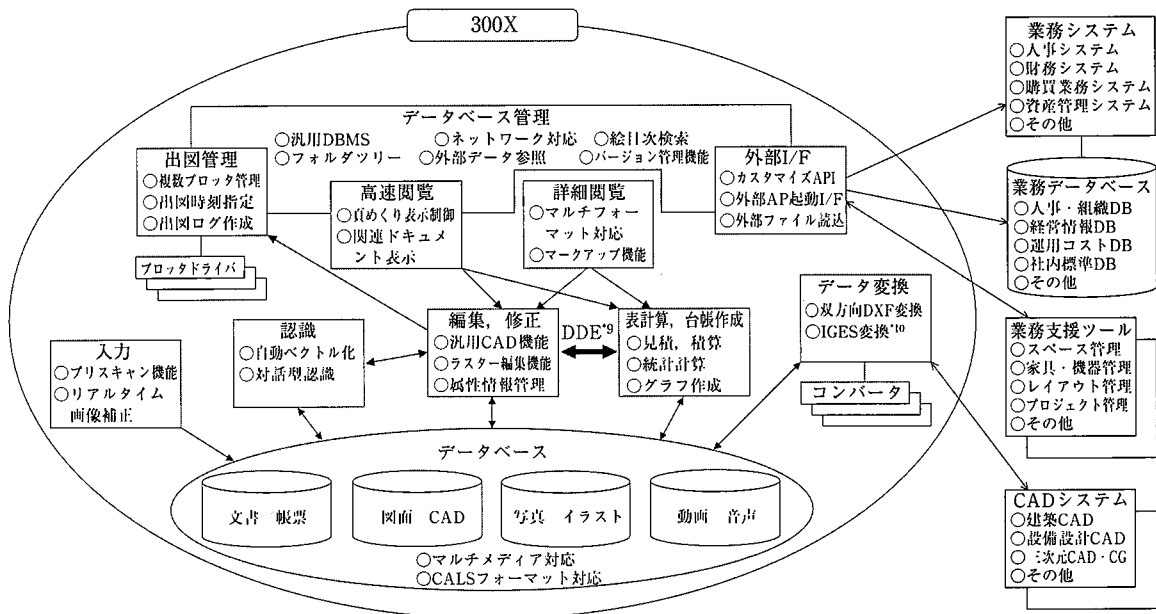 300X
データベース管理
○汎用DBMS
○ネットワーク対応
○絵目次検索
○フォルダツリー
○外部データ参照
○バージョン管理機能
出図管理
○複数プロッタ管理
○出図時刻指定
○出図ログ作成
プロッタドライバ
高速閲覧
○頁めくり表示制御
○関連ドキュメ
ント表示
詳細閲覧
○マルチフォー
マット対応
○マークアップ機能
外部I/F
○カスタマイズAPI
○外部AP起動I/F
○外部ファイル読込
入力
○プリスキャン機能
○リアルタイム
画像補正
認識
○自動ベクトル化
○対話型認識
編集，修正
○汎用CAD機能
○ラスター編集機能
○属性情報管理
DDE*9
表計算，台帳作成
○見積，積算
○統計計算
○グラフ作成
データ変換
○双方向DXF変換
○IGES変換*10
コンバータ
データベース
文書　帳票
図面　CAD
写真　イラスト
動画　音声
○マルチメディア対応
○CALSフォーマット対応
業務システム
○人事システム
○財務システム
○購買業務システム
○資産管理システム
○その他
業務データベース
○人事・組織DB
○経営情報DB
○運用コストDB
○社内標準DB
○その他
業務支援ツール
○スペース管理
○家具・機器管理
○レイアウト管理
○プロジェクト管理
○その他
CADシステム
○建築CAD
○設備設計CAD
○三次元CAD・CG
○その他